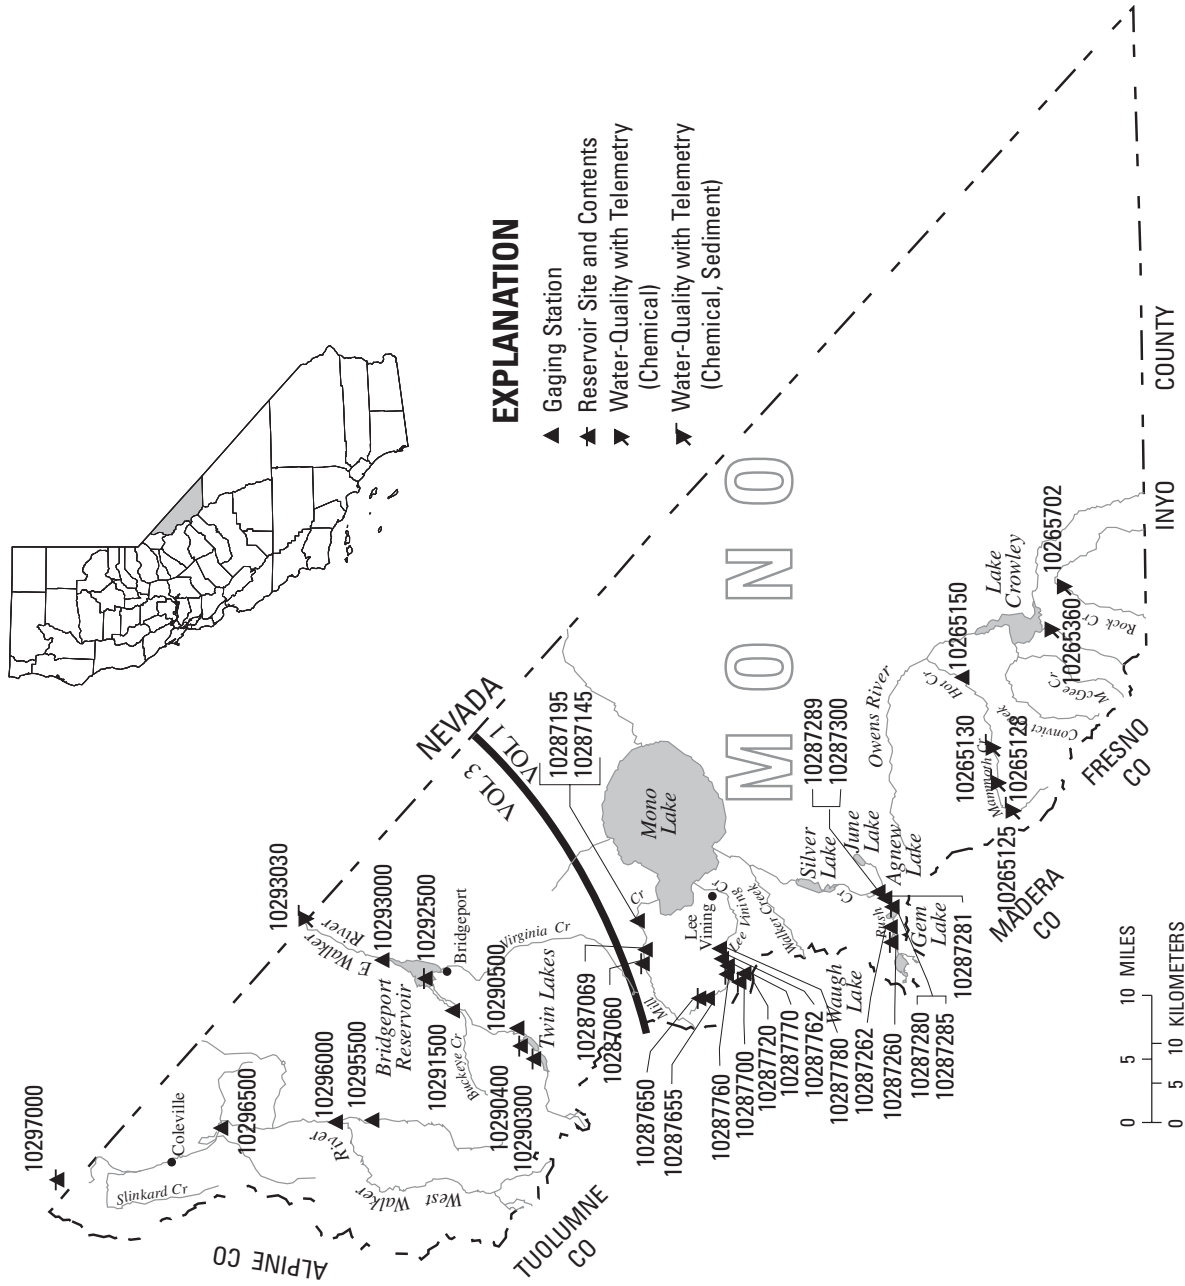 EXPLANATION
Gaging Station
Reservoir Site and Contents
Water-Quality with Telemetry
(Chemical)
Water-Quality with Telemetry
(Chemical, Sediment)
10297000
Coleville
Slinkard Cr
10296500
ALPINE CO
10296000
10295500
River
West
Walker
TUOLUMNE
CO
10293030
E Walker
River
10293000
10292500
Bridgeport
Bridgeport
Reservoir
10291500
Buckeye Cr
10290500
Virginia Cr
Twin Lakes
10290400
10290300
NEVADA
VOL 3
VOL 1
10287195
10287145
10287069
10287060
Mill
Cr
Mono
Lake
Lee
Vining
Lee Vining
Cr
Walker Creek
10287650
10287655
10287760
10287700
10287720
10287770
10287762
10287780
10287262
10287260
10287280
10287285
10287281
10287289
10287300
Waugh
Lake
Silver
Lake
June
Lake
Agnew
Lake
Gem
Lake
Rush
Cr
MONO
Owens River
10265150
Hot Cr
Lake
Crowley
10265702
10265360
Rock Cr
McGee Cr
Convict
ek
10265130
Mammoth Cr
10265128
10265125
MADERA
CO
FRESNO
CO
INYO
COUNTY
0 5 10 MILES
0 5 10 KILOMETERS